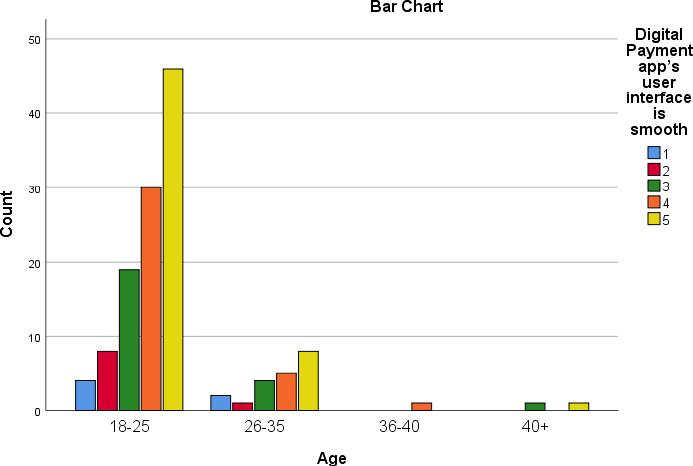 Bar Chart
Digital
Payment
app's
user
interface
is
smooth
1
2
3
4
5
50
40
30
20
10
0
Count
18-25
26-35
36-40
40+
Age